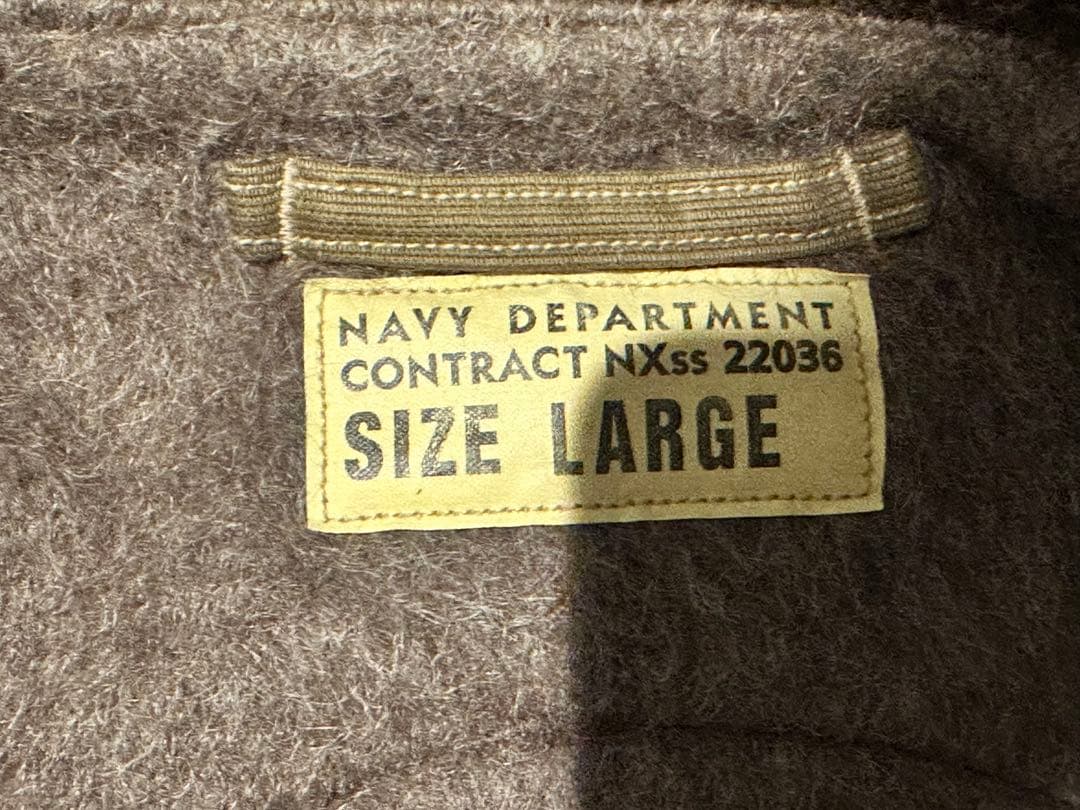 NAVY DEPARTMENT
CONTRACT NXss 22036
SIZE LARGE